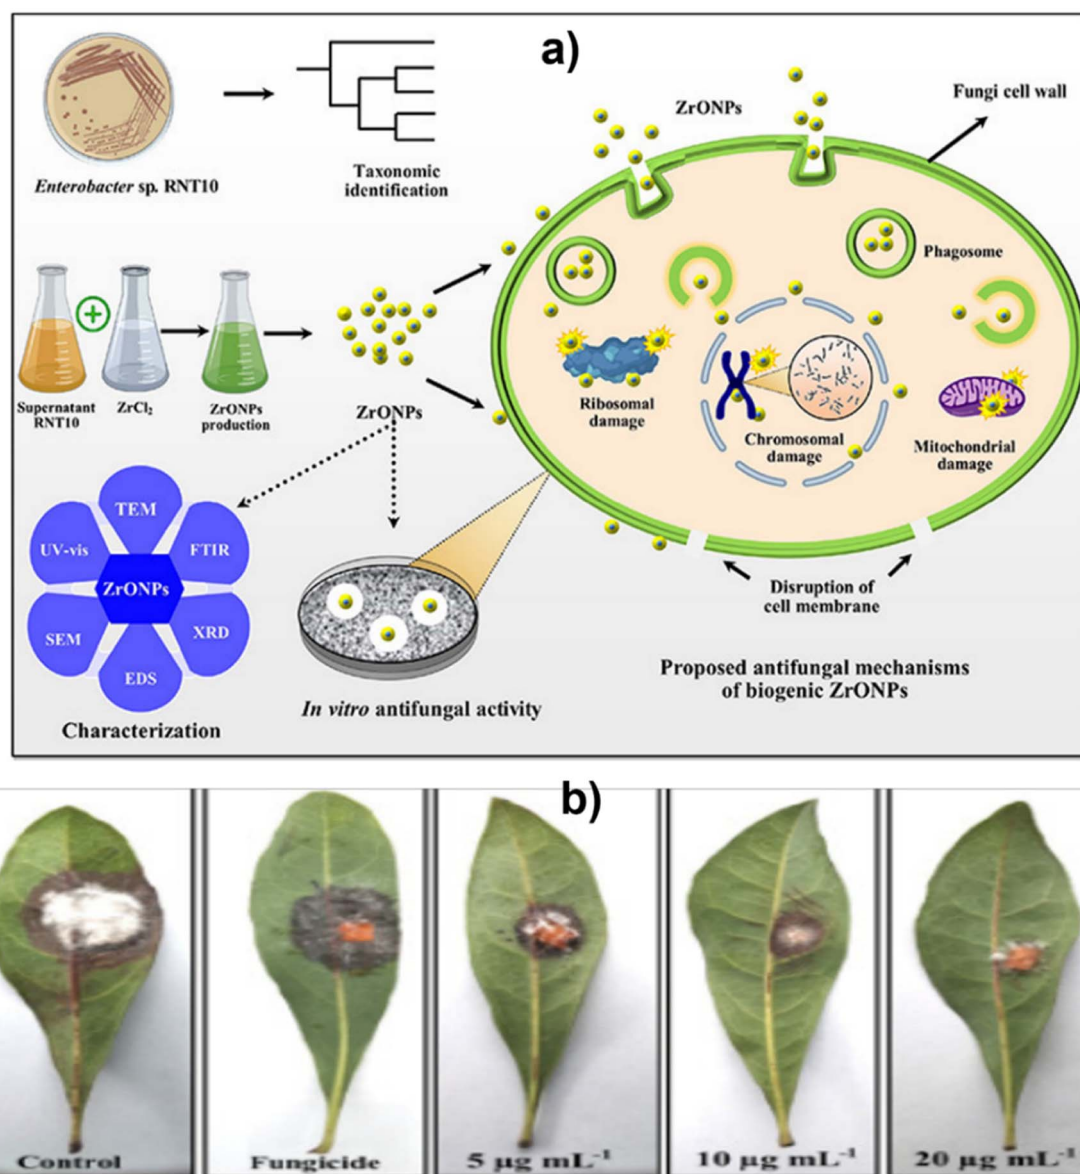 a)
Enterobacter sp. RNT10
Taxonomic
identification
ZrONPs
Fungi cell wall
Phagosome
Supernatant
RNT10
ZrCl₂
ZrONPs
production
ZrONPs
Ribosomal
damage
Chromosomal
damage
Mitochondrial
damage
Disruption of
cell membrane
TEM
UV-vis
FTIR
ZrONPs
SEM
XRD
EDS
Characterization
In vitro antifungal activity
Proposed antifungal mechanisms
of biogenic ZrONPs
b)
Control
Fungicide
5 µg mL⁻¹
10 µg mL⁻¹
20 µg mL⁻¹